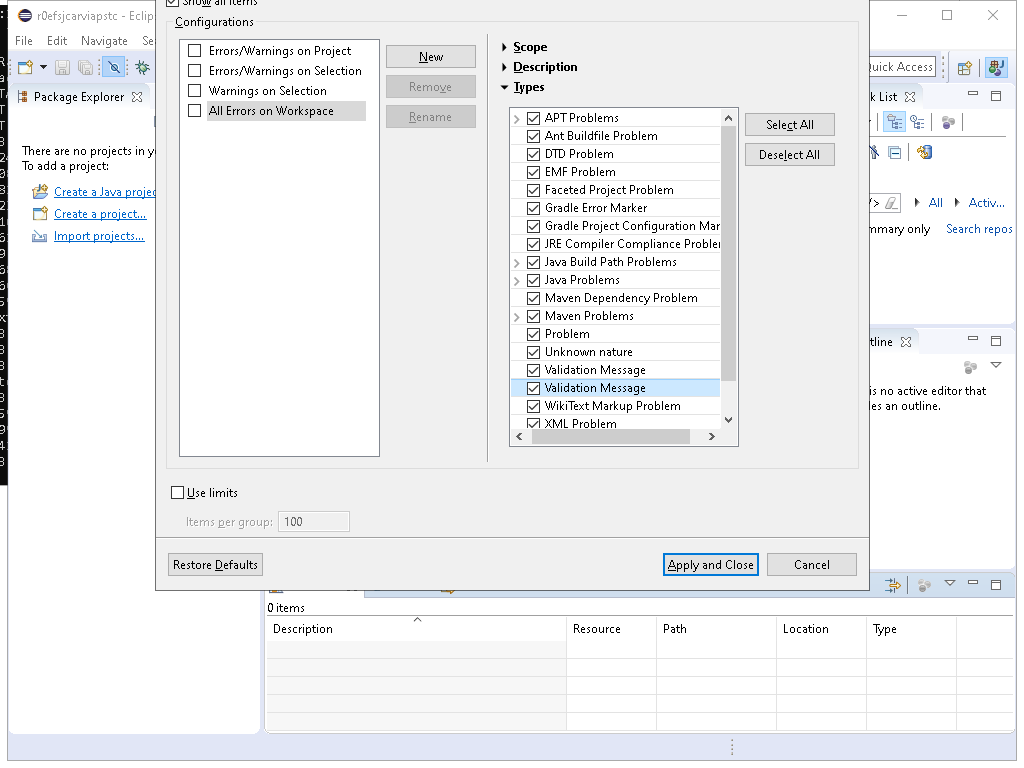 r0efsjcarviapstc - Eclips
Show all items
File Edit Navigate Se
Configurations
Errors/Warnings on Project
Errors/Warnings on Selection
Warnings on Selection
All Errors on Workspace
New
Remove
Rename
Scope
Description
Types
APT Problems
Ant Buildfile Problem
DTD Problem
EMF Problem
Faceted Project Problem
Gradle Error Marker
Gradle Project Configuration Mar
JRE Compiler Compliance Probler
Java Build Path Problems
Java Problems
Maven Dependency Problem
Maven Problems
Problem
Unknown nature
Validation Message
Validation Message
WikiText Markup Problem
XML Problem
Select All
Deselect All
Use limits
Items per group: 100
Restore Defaults
Apply and Close
Cancel
Package Explorer
There are no projects in y
To add a project:
Create a Java projec
Create a project...
Import projects...
Quick Access
k List
All
Activ...
mmary only
Search repos
tline
is no active editor that
les an outline.
0 items
Description Resource Path Location Type